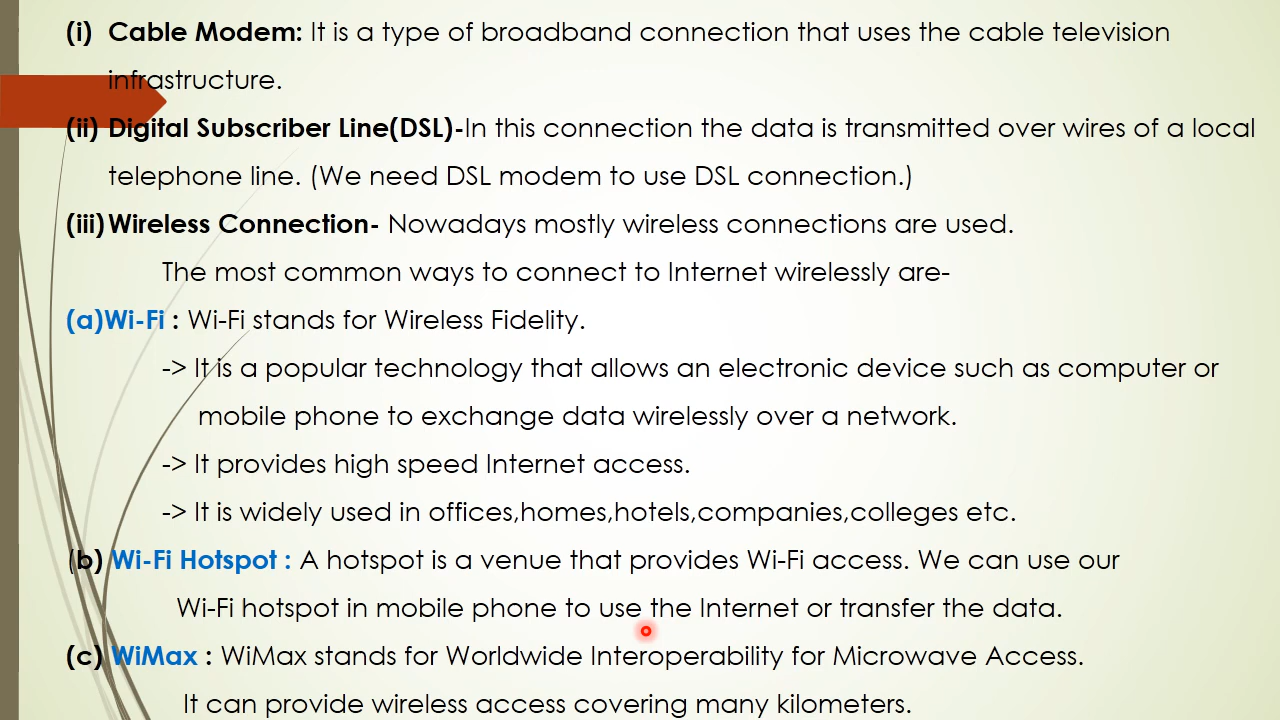 (i) Cable Modem: It is a type of broadband connection that uses the cable television
infrastructure.
(ii) Digital Subscriber Line(DSL)-In this connection the data is transmitted over wires of a local
telephone line. (We need DSL modem to use DSL connection.)
(iii)Wireless Connection- Nowadays mostly wireless connections are used.
The most common ways to connect to Internet wirelessly are-
(a)Wi-Fi : Wi-Fi stands for Wireless Fidelity.
-> It is a popular technology that allows an electronic device such as computer or
mobile phone to exchange data wirelessly over a network.
-> It provides high speed Internet access.
-> It is widely used in offices,homes,hotels,companies,colleges etc.
(b) Wi-Fi Hotspot : A hotspot is a venue that provides Wi-Fi access. We can use our
Wi-Fi hotspot in mobile phone to use the Internet or transfer the data.
(c) WiMax : WiMax stands for Worldwide Interoperability for Microwave Access.
It can provide wireless access covering many kilometers.